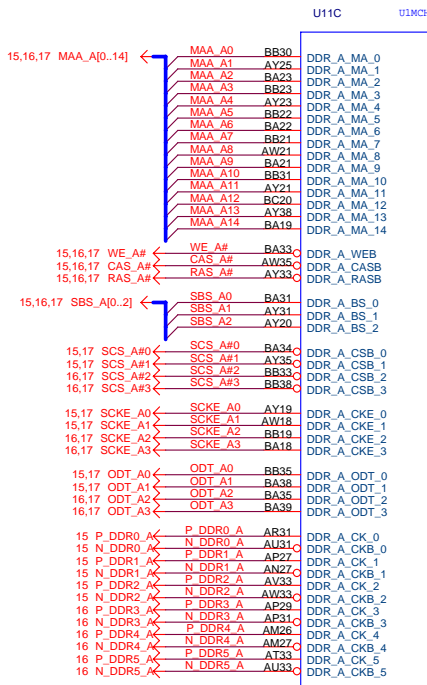 U11C U1MCH
15,16,17 MAA_A[0..14]
MAA_A0 BB30 DDR_A_MA_0
MAA_A1 AY25 DDR_A_MA_1
MAA_A2 BA23 DDR_A_MA_2
MAA_A3 BB23 DDR_A_MA_3
MAA_A4 AY23 DDR_A_MA_4
MAA_A5 BB22 DDR_A_MA_5
MAA_A6 BA22 DDR_A_MA_6
MAA_A7 BB21 DDR_A_MA_7
MAA_A8 AW21 DDR_A_MA_8
MAA_A9 BA21 DDR_A_MA_9
MAA_A10 BB31 DDR_A_MA_10
MAA_A11 AY21 DDR_A_MA_11
MAA_A12 BC20 DDR_A_MA_12
MAA_A13 AY38 DDR_A_MA_13
MAA_A14 BA19 DDR_A_MA_14
15,16,17 WE_A# WE_A# BA33 DDR_A_WEB
15,16,17 CAS_A# CAS_A# AW35 DDR_A_CASB
15,16,17 RAS_A# RAS_A# AY33 DDR_A_RASB
15,16,17 SBS_A[0..2] SBS_A0 BA31 DDR_A_BS_0
SBS_A1 AY31 DDR_A_BS_1
SBS_A2 AY20 DDR_A_BS_2
15,17 SCS_A#0 SCS_A#0 BA34 DDR_A_CSB_0
15,17 SCS_A#1 SCS_A#1 AY35 DDR_A_CSB_1
16,17 SCS_A#2 SCS_A#2 BB33 DDR_A_CSB_2
16,17 SCS_A#3 SCS_A#3 BB38 DDR_A_CSB_3
15,17 SCKE_A0 SCKE_A0 AY19 DDR_A_CKE_0
15,17 SCKE_A1 SCKE_A1 AW18 DDR_A_CKE_1
16,17 SCKE_A2 SCKE_A2 BB19 DDR_A_CKE_2
16,17 SCKE_A3 SCKE_A3 BA18 DDR_A_CKE_3
15,17 ODT_A0 ODT_A0 BB35 DDR_A_ODT_0
15,17 ODT_A1 ODT_A1 BA38 DDR_A_ODT_1
16,17 ODT_A2 ODT_A2 BA35 DDR_A_ODT_2
16,17 ODT_A3 ODT_A3 BA39 DDR_A_ODT_3
15 P_DDR0_A P_DDR0_A AR31 DDR_A_CK_0
15 N_DDR0_A N_DDR0_A AU31 DDR_A_CKB_0
15 P_DDR1_A P_DDR1_A AP27 DDR_A_CK_1
15 N_DDR1_A N_DDR1_A AN27 DDR_A_CKB_1
15 P_DDR2_A P_DDR2_A AV33 DDR_A_CK_2
15 N_DDR2_A N_DDR2_A AW33 DDR_A_CKB_2
16 P_DDR3_A P_DDR3_A AP29 DDR_A_CK_3
16 N_DDR3_A N_DDR3_A AP31 DDR_A_CKB_3
16 P_DDR4_A P_DDR4_A AM26 DDR_A_CK_4
16 N_DDR4_A N_DDR4_A AM27 DDR_A_CKB_4
16 P_DDR5_A P_DDR5_A AT33 DDR_A_CK_5
16 N_DDR5_A N_DDR5_A AU33 DDR_A_CKB_5